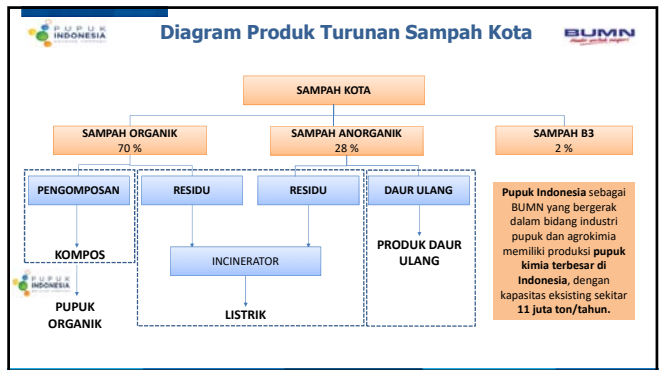 PUPUK
INDONESIA
Diagram Produk Turunan Sampah Kota
BUMN
SAMPAH KOTA
SAMPAH ORGANIK
70 %
SAMPAH ANORGANIK
28 %
SAMPAH B3
2 %
PENGOMPOSAN
RESIDU
RESIDU
DAUR ULANG
KOMPOS
INCINERATOR
PRODUK DAUR
ULANG
PUPUK
INDONESIA
PUPUK
ORGANIK
LISTRIK
Pupuk Indonesia sebagai
BUMN yang bergerak
dalam bidang industri
pupuk dan agrokimia
memiliki produksi pupuk
kimia terbesar di
Indonesia, dengan
kapasitas eksisting sekitar
11 juta ton/tahun.